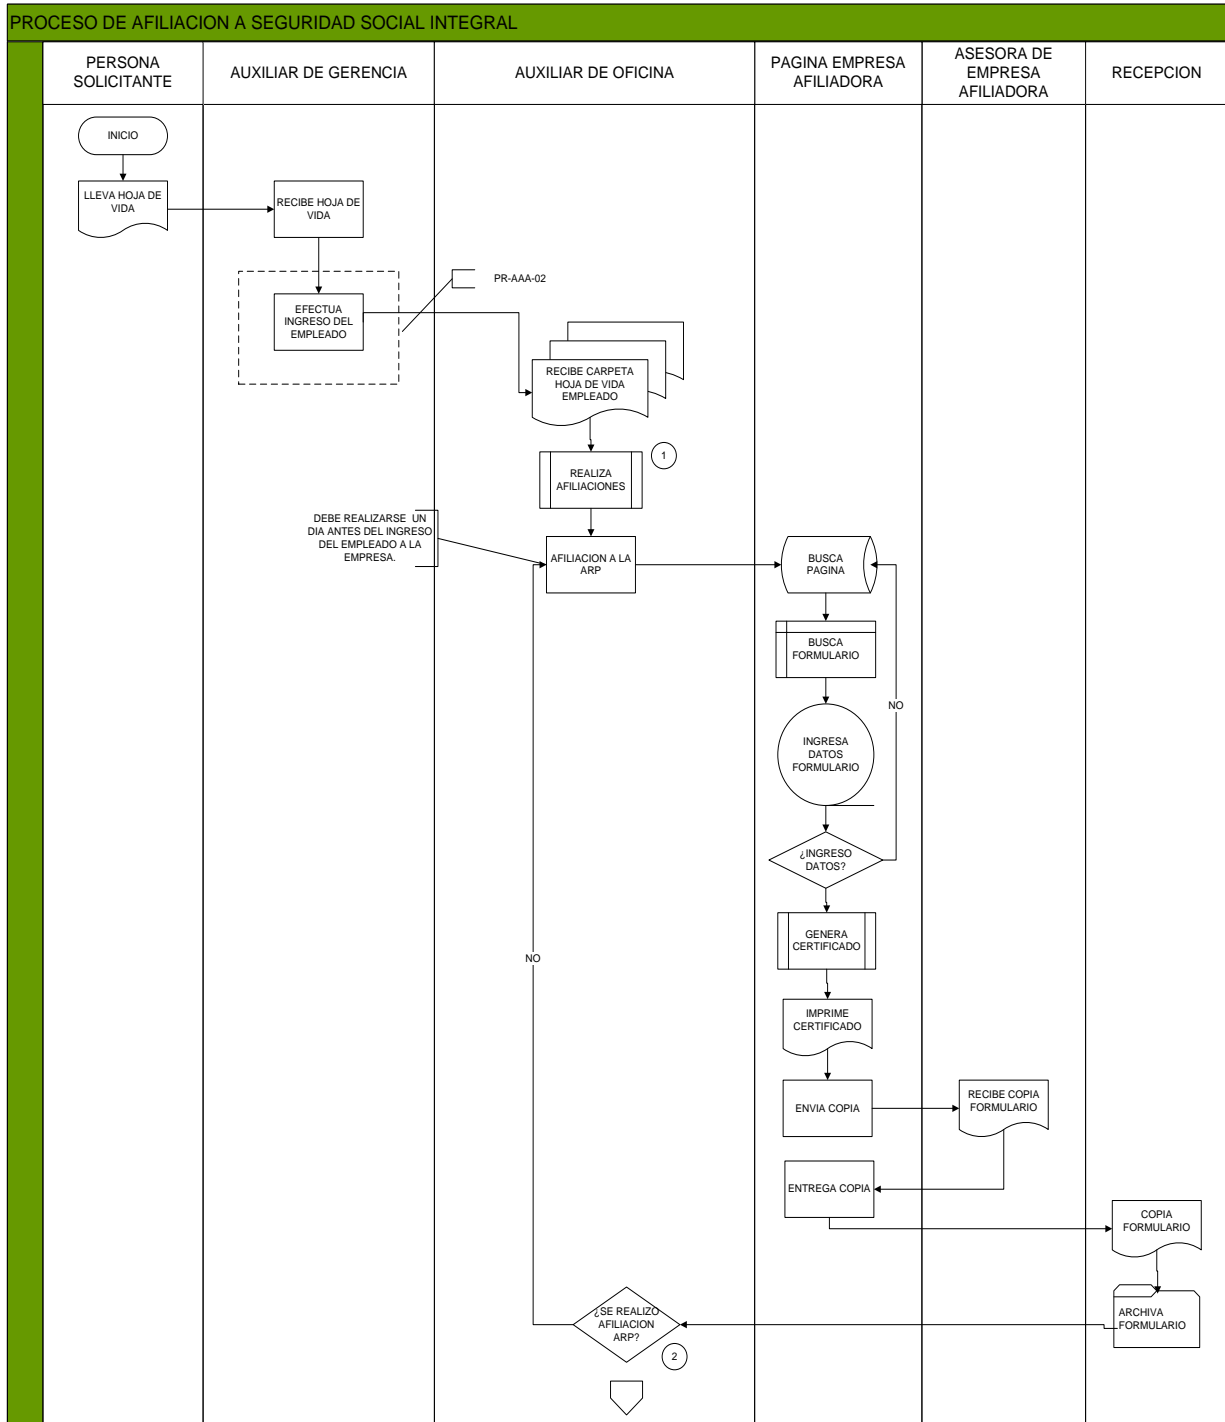 PROCESO DE AFILIACION A SEGURIDAD SOCIAL INTEGRAL
PERSONA
SOLICITANTE
AUXILIAR DE GERENCIA
AUXILIAR DE OFICINA
PAGINA EMPRESA
AFILIADORA
ASESORA DE
EMPRESA
AFILIADORA
RECEPCION
INICIO
LLEVA HOJA DE
VIDA
RECIBE HOJA DE
VIDA
PR-AAA-02
EFECTUA
INGRESO DEL
EMPLEADO
RECIBE CARPETA
HOJA DE VIDA
EMPLEADO
1
REALIZA
AFILIACIONES
DEBE REALIZARSE UN
DIA ANTES DEL INGRESO
DEL EMPLEADO A LA
EMPRESA.
AFILIACION A LA
ARP
BUSCA
PAGINA
BUSCA
FORMULARIO
NO
INGRESA
DATOS
FORMULARIO
¿INGRESO
DATOS?
GENERA
CERTIFICADO
NO
IMPRIME
CERTIFICADO
ENVIA COPIA
RECIBE COPIA
FORMULARIO
ENTREGA COPIA
COPIA
FORMULARIO
ARCHIVA
FORMULARIO
¿SE REALIZO
AFILIACION
ARP?
2